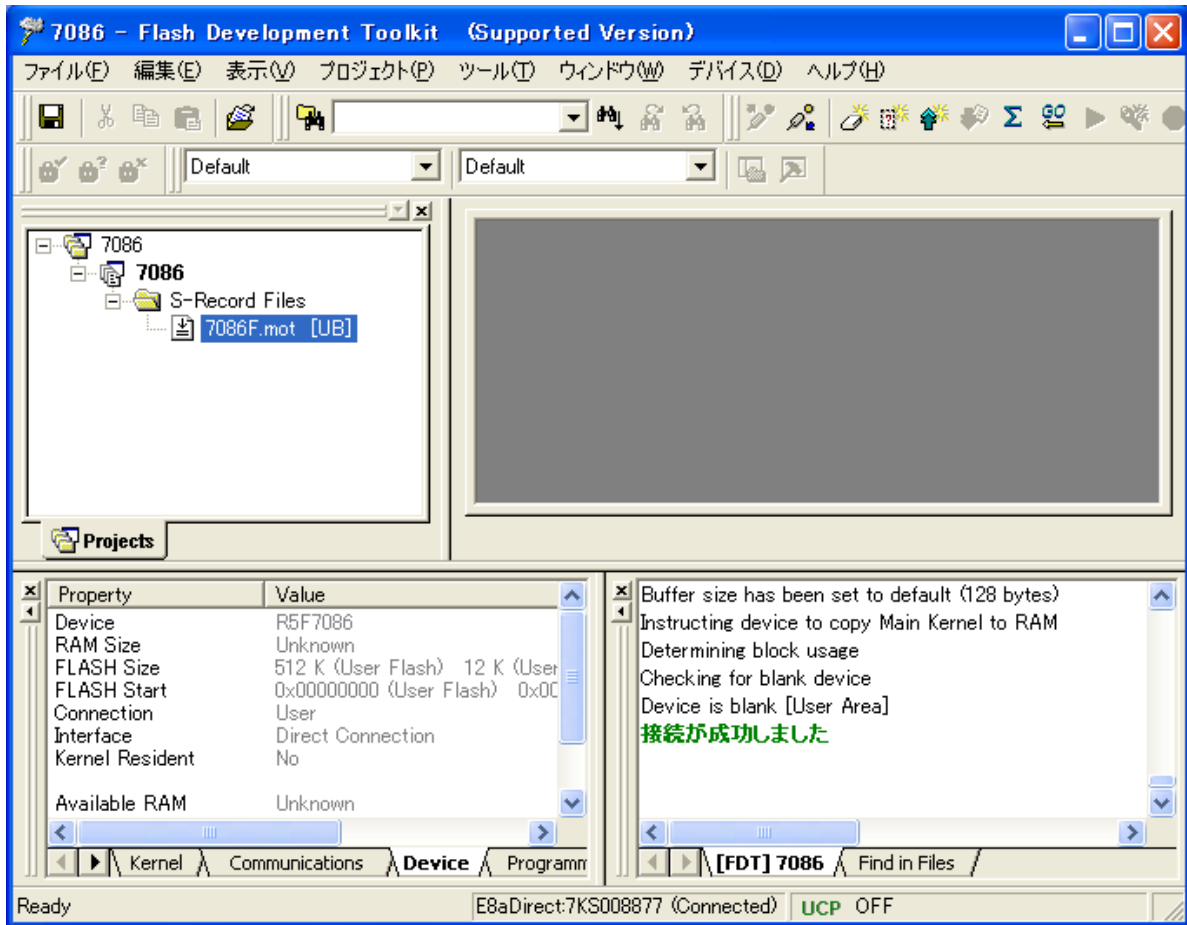 7086 - Flash Development Toolkit (Supported Version)
ファイル(F) 編集(E) 表示(V) プロジェクト(P) ツール(T) ウィンドウ(W) デバイス(D) ヘルプ(H)
Default Default
7086
7086
S-Record Files
7086F.mot [UB]
Projects
Property Value
Device R5F7086
RAM Size Unknown
FLASH Size 512 K (User Flash) 12 K (User
FLASH Start 0x00000000 (User Flash) 0x00
Connection User
Interface Direct Connection
Kernel Resident No
Available RAM Unknown
Kernel Communications Device Programm
Buffer size has been set to default (128 bytes)
Instructing device to copy Main Kernel to RAM
Determining block usage
Checking for blank device
Device is blank [User Area]
接続が成功しました
[FDT] 7086 Find in Files
Ready E8aDirect:7KS008877 (Connected) UCP OFF